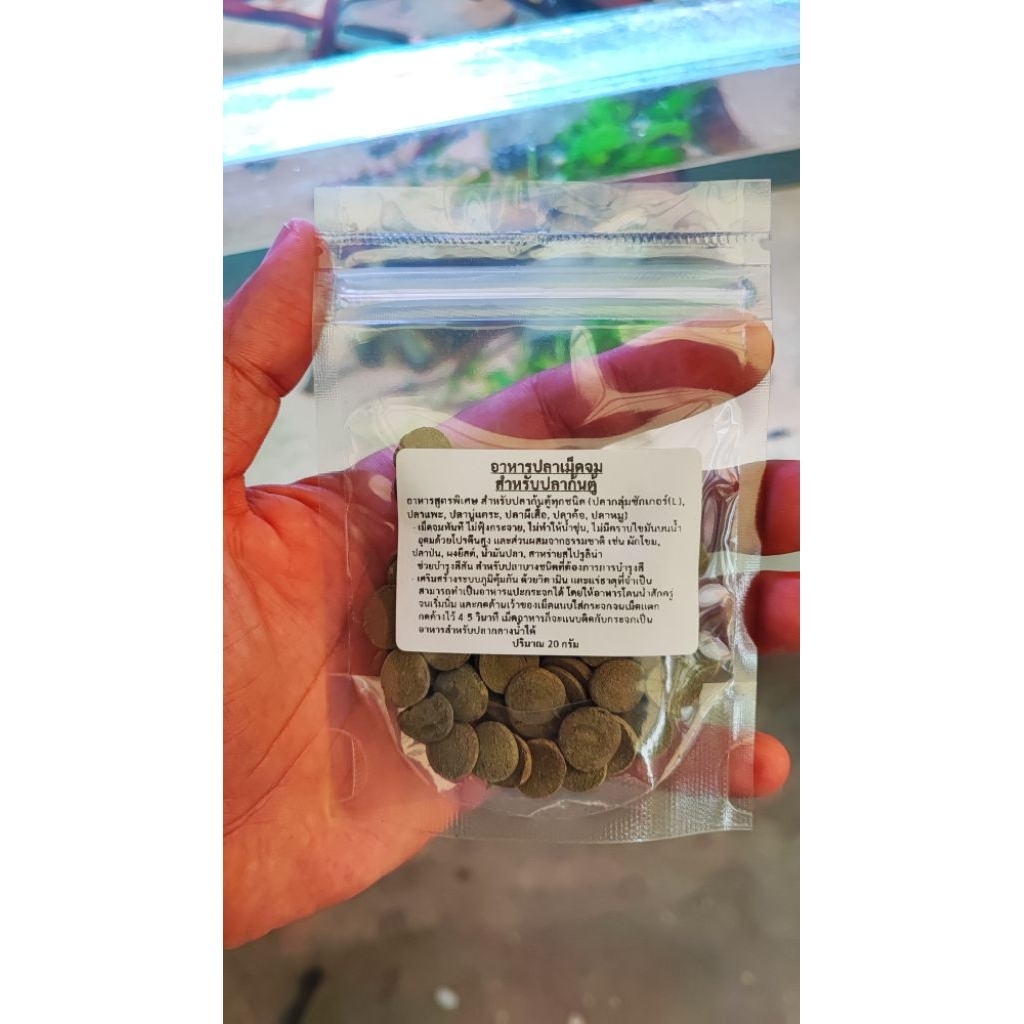 อาหารปลาเม็ดจม
สำหรับปลาก้นตู้
อาหารสูตรพิเศษ สำหรับปลาก้นตู้ทุกชนิด (ปลากลุ่มซักเกอร์(L),
ปลาแพะ, ปลาบู่แคระ, ปลาผีเสื้อ, ปลาค้อ, ปลาหมู)
- เม็ดจมทันที ไม่ฟุ้งกระจาย, ไม่ทำให้น้ำขุ่น, ไม่มีคราบไขมันบนน้ำ
อุดมด้วยโปรตีนสูง และส่วนผสมจากธรรมชาติ เช่น ผักโขม,
ปลาป่น, ผงยีสต์, น้ำมันปลา, สาหร่ายสไปรูลิน่า
ช่วยบำรุงสีสัน สำหรับปลาบางชนิดที่ต้องการการบำรุงสี
- เสริมสร้างระบบภูมิคุ้มกัน ด้วยวิตามิน และแร่ธาตุที่จำเป็น
สามารถทำเป็นอาหารแปะกระจกได้ โดยให้อาหารโดนน้ำสักครู่
จนเริ่มนิ่ม และกดด้านเว้าของเม็ดแนบใส่กระจกจนเม็ดแตก
กดค้างไว้ 4-5 วินาที เม็ดอาหารก็จะแนบติดกับกระจกเป็น
อาหารสำหรับปลากลางน้ำได้
ปริมาณ 20 กรัม